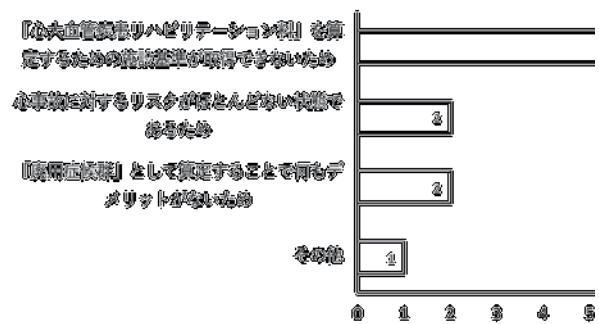 「心大血管疾患リハビリテーション料」を算
定するための施設基準が取得できないため
心事故に対するリスクがほとんどない状態で
あるため
「廃用症候群」として算定することで何もデ
メリットがないため
その他
2
2
1
0 1 2 3 4 5